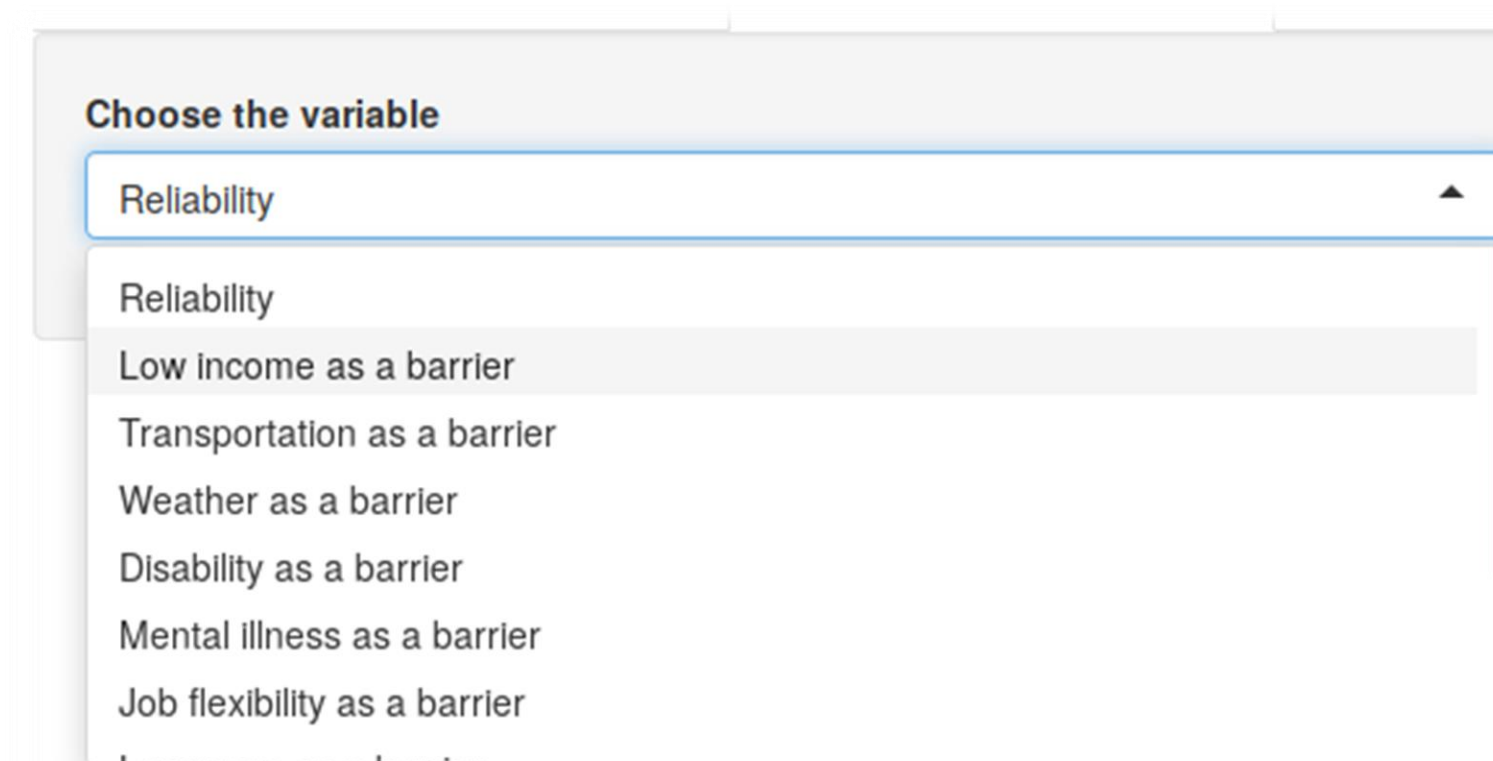 Choose the variable
Reliability
Reliability
Low income as a barrier
Transportation as a barrier
Weather as a barrier
Disability as a barrier
Mental illness as a barrier
Job flexibility as a barrier